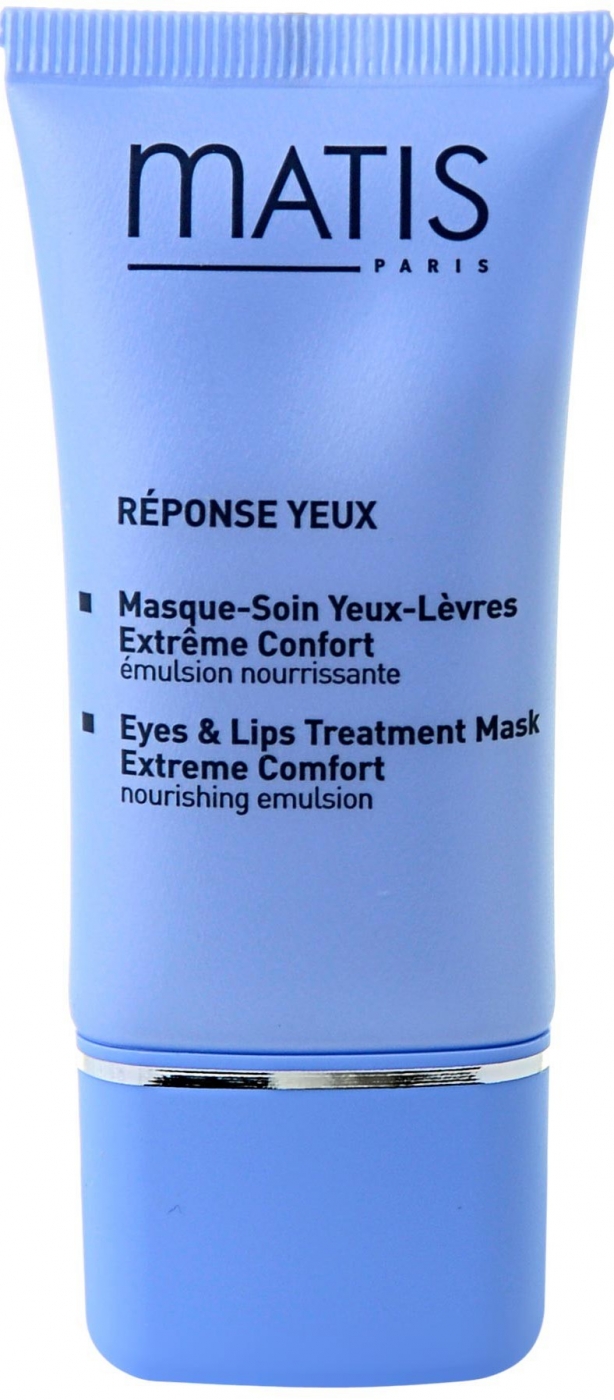 MATIS
PARIS
RÉPONSE YEUX
Masque-Soin Yeux-Lèvres
Extrême Confort
émulsion nourrissante
Eyes & Lips Treatment Mask
Extreme Comfort
nourishing emulsion